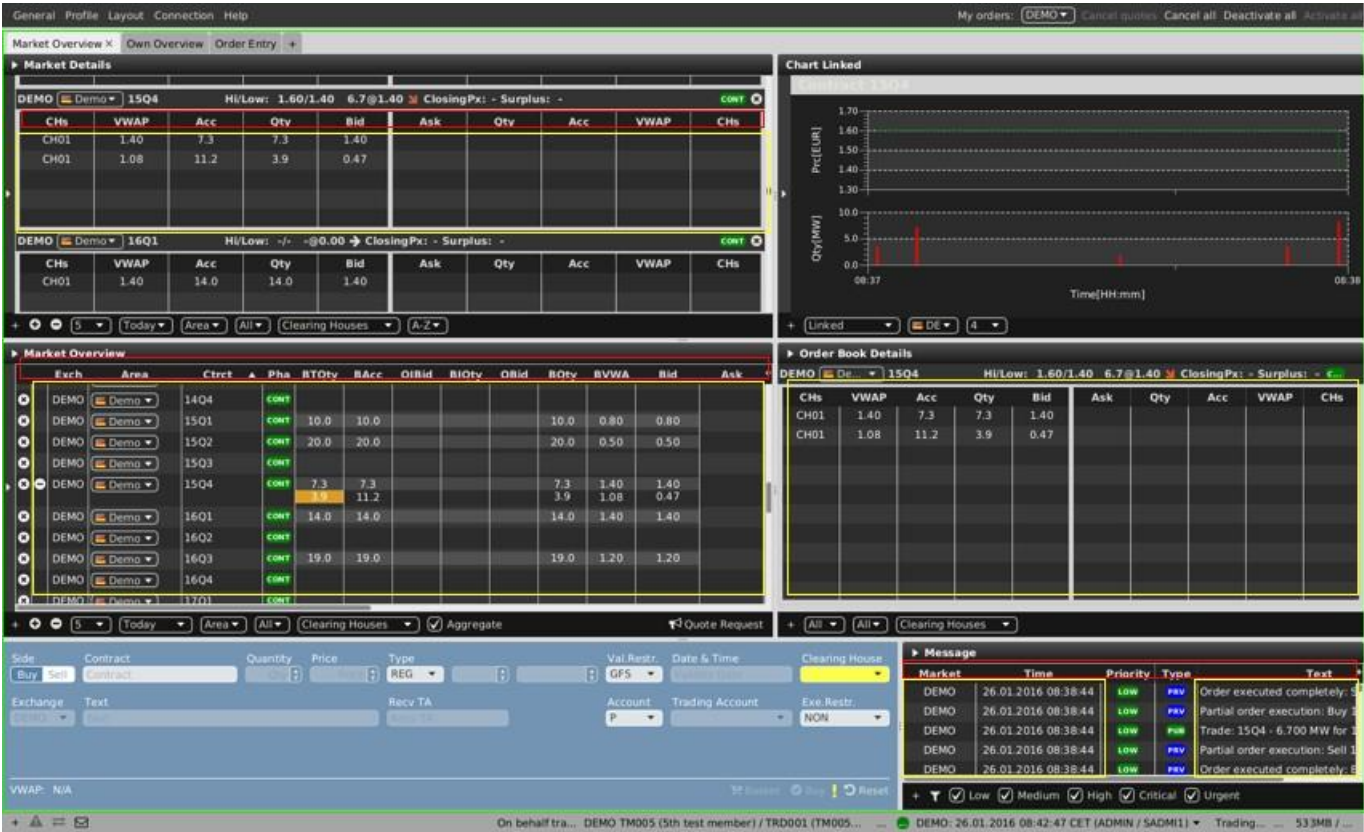 General Profile Layout Connection Help
My orders: DEMO Cancel quotes Cancel all Deactivate all Activate all
Market Overview × Own Overview Order Entry +
Market Details
DEMO Demo 15Q4 Hi/Low: 1.60/1.40 6.7@1.40 ClosingPx: - Surplus: - CONT
CHs VWAP Acc Qty Bid Ask Qty Acc VWAP CHs
CH01 1.40 7.3 7.3 1.40
CH01 1.08 11.2 3.9 0.47
DEMO Demo 16Q1 Hi/Low: -/- -@0.00 ClosingPx: - Surplus: - CONT
CHs VWAP Acc Qty Bid Ask Qty Acc VWAP CHs
CH01 1.40 14.0 14.0 1.40
+ 5 Today Area All Clearing Houses A-Z
Chart Linked
Contract 15Q4
Prc[EUR]
1.70
1.60
1.50
1.40
1.30
Qty[MW]
10.0
5.0
0.0
08:37 08:38
Time[HH:mm]
+ Linked DE 4
Market Overview
Exch Area Ctrct Pha BTQty BAcc OIBid BIQty OBid BQty BVWA Bid Ask
DEMO Demo 14Q4 CONT
DEMO Demo 15Q1 CONT 10.0 10.0 10.0 0.80 0.80
DEMO Demo 15Q2 CONT 20.0 20.0 20.0 0.50 0.50
DEMO Demo 15Q3 CONT
DEMO Demo 15Q4 CONT 7.3 7.3 7.3 1.40 1.40
3.9 11.2 3.9 1.08 0.47
DEMO Demo 16Q1 CONT 14.0 14.0 14.0 1.40 1.40
DEMO Demo 16Q2 CONT
DEMO Demo 16Q3 CONT 19.0 19.0 19.0 1.20 1.20
DEMO Demo 16Q4 CONT
DEMO Demo 17Q1 CONT
+ 5 Today Area All Clearing Houses Aggregate Quote Request
Order Book Details
DEMO De... 15Q4 Hi/Low: 1.60/1.40 6.7@1.40 ClosingPx: - Surplus: -
CHs VWAP Acc Qty Bid Ask Qty Acc VWAP CHs
CH01 1.40 7.3 7.3 1.40
CH01 1.08 11.2 3.9 0.47
+ All All Clearing Houses
Side Contract Quantity Price Type Val.Restr. Date & Time Clearing House
Buy Sell Contract REG GFS
Exchange Text Recv TA Account Trading Account Exe.Restr.
DEMO Text P NON
VWAP: N/A
Buy Reset
Message
Market Time Priority Type Text
DEMO 26.01.2016 08:38:44 LOW PRV Order executed completely: S
DEMO 26.01.2016 08:38:44 LOW PRV Partial order execution: Buy 1
DEMO 26.01.2016 08:38:44 LOW PUB Trade: 15Q4 - 6.700 MW for 1
DEMO 26.01.2016 08:38:44 LOW PRV Partial order execution: Sell 1
DEMO 26.01.2016 08:38:44 LOW PRV Order executed completely: B
+ Low Medium High Critical Urgent
+ On behalf tra... DEMO TM005 (5th test member) / TRD001 (TM005... ... DEMO: 26.01.2016 08:42:47 CET (ADMIN / SADMI1) Trading... ... 533MB / ...